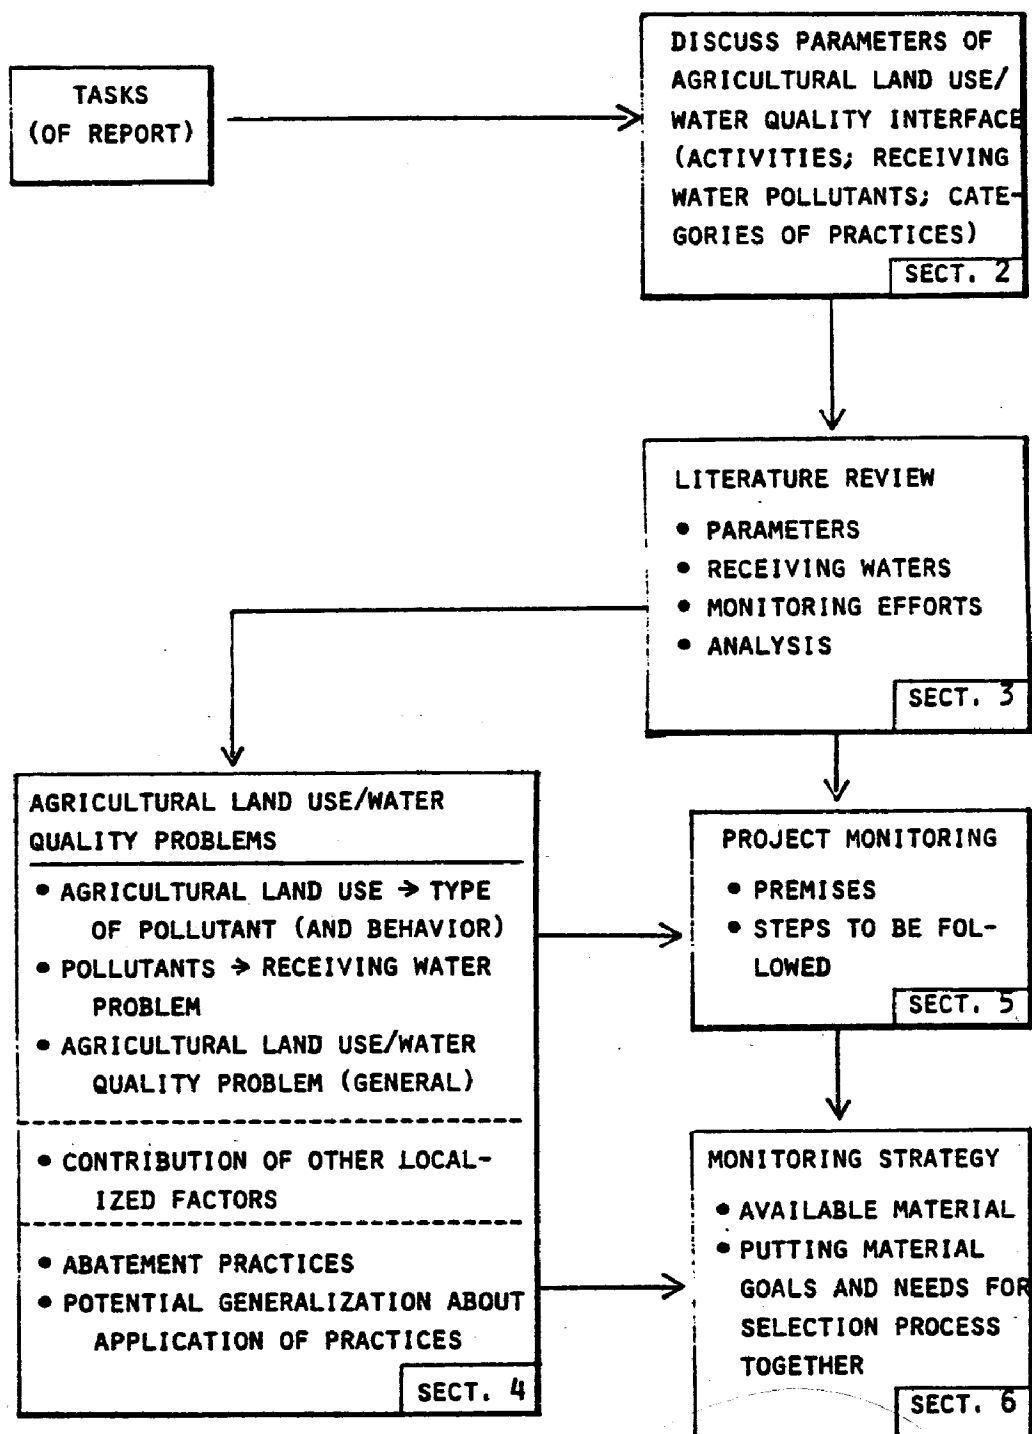 TASKS
(OF REPORT)
DISCUSS PARAMETERS OF
AGRICULTURAL LAND USE/
WATER QUALITY INTERFACE
(ACTIVITIES; RECEIVING
WATER POLLUTANTS; CATE-
GORIES OF PRACTICES)
SECT. 2
LITERATURE REVIEW
• PARAMETERS
• RECEIVING WATERS
• MONITORING EFFORTS
• ANALYSIS
SECT. 3
AGRICULTURAL LAND USE/WATER
QUALITY PROBLEMS
• AGRICULTURAL LAND USE → TYPE
OF POLLUTANT (AND BEHAVIOR)
• POLLUTANTS → RECEIVING WATER
PROBLEM
• AGRICULTURAL LAND USE/WATER
QUALITY PROBLEM (GENERAL)
• CONTRIBUTION OF OTHER LOCAL-
IZED FACTORS
• ABATEMENT PRACTICES
• POTENTIAL GENERALIZATION ABOUT
APPLICATION OF PRACTICES
SECT. 4
PROJECT MONITORING
• PREMISES
• STEPS TO BE FOL-
LOWED
SECT. 5
MONITORING STRATEGY
• AVAILABLE MATERIAL
• PUTTING MATERIAL
GOALS AND NEEDS FOR
SELECTION PROCESS
TOGETHER
SECT. 6